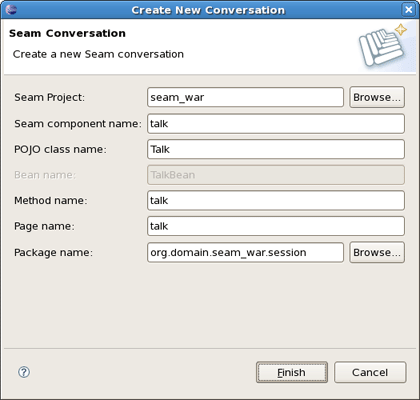 Create New Conversation
Seam Conversation
Create a new Seam conversation
Seam Project: seam_war Browse...
Seam component name: talk
POJO class name: Talk
Bean name: TalkBean
Method name: talk
Page name: talk
Package name: org.domain.seam_war.session Browse...
? Finish Cancel